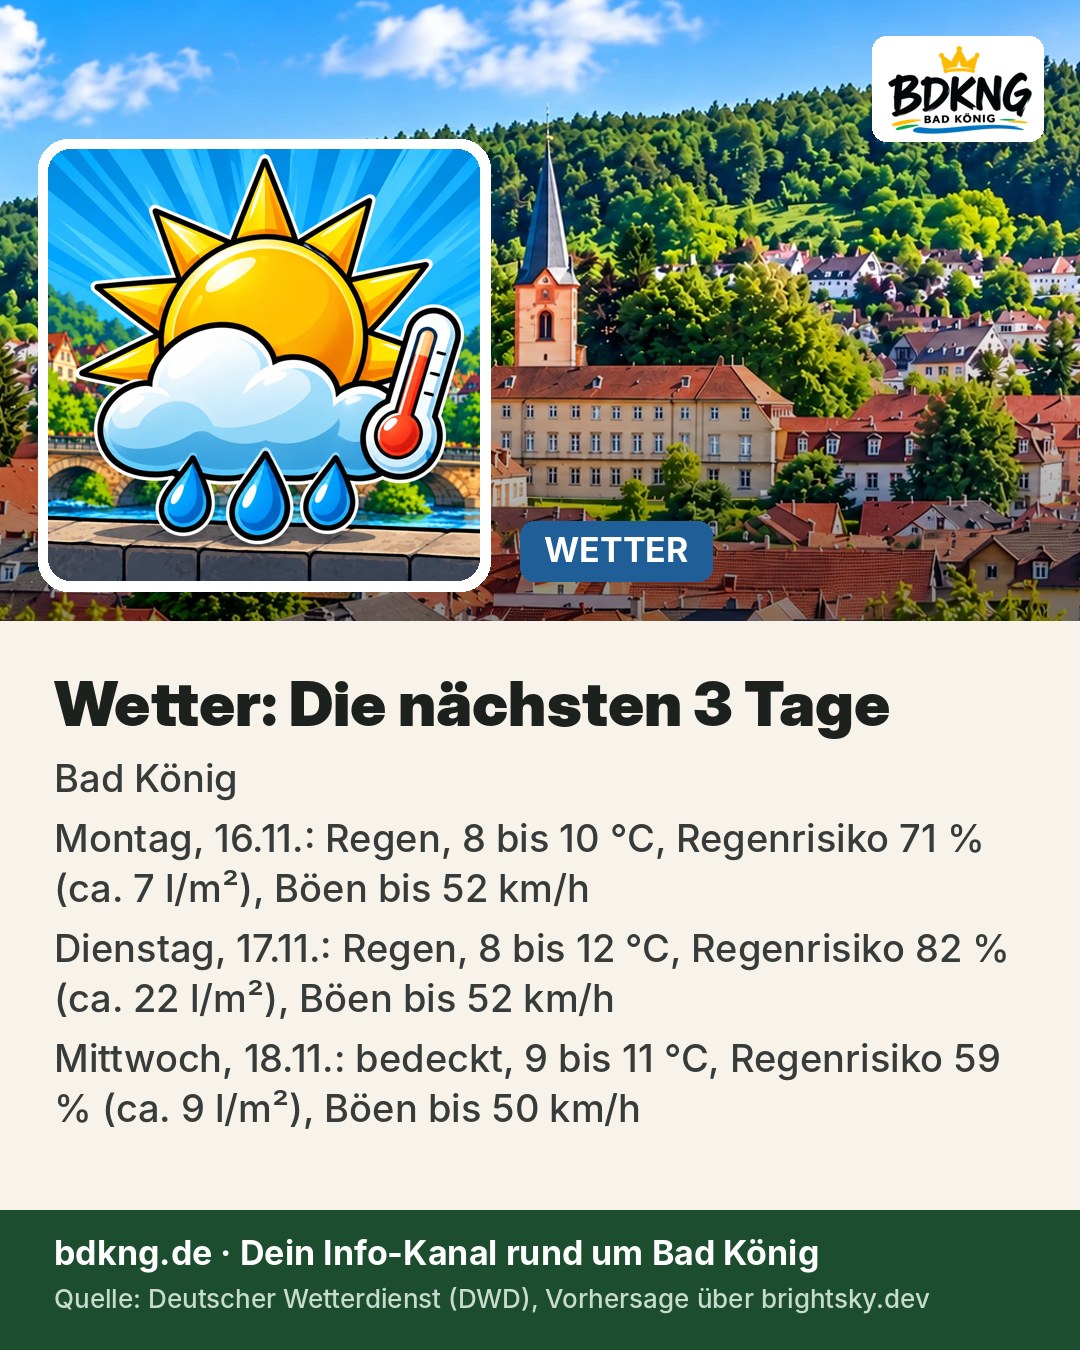 BDKNG
BAD KÖNIG
WETTER
Wetter: Die nächsten 3 Tage
Bad König
Montag, 16.11.: Regen, 8 bis 10 °C, Regenrisiko 71 %
(ca. 7 l/m²), Böen bis 52 km/h
Dienstag, 17.11.: Regen, 8 bis 12 °C, Regenrisiko 82 %
(ca. 22 l/m²), Böen bis 52 km/h
Mittwoch, 18.11.: bedeckt, 9 bis 11 °C, Regenrisiko 59
% (ca. 9 l/m²), Böen bis 50 km/h
bdkng.de · Dein Info-Kanal rund um Bad König
Quelle: Deutscher Wetterdienst (DWD), Vorhersage über brightsky.dev